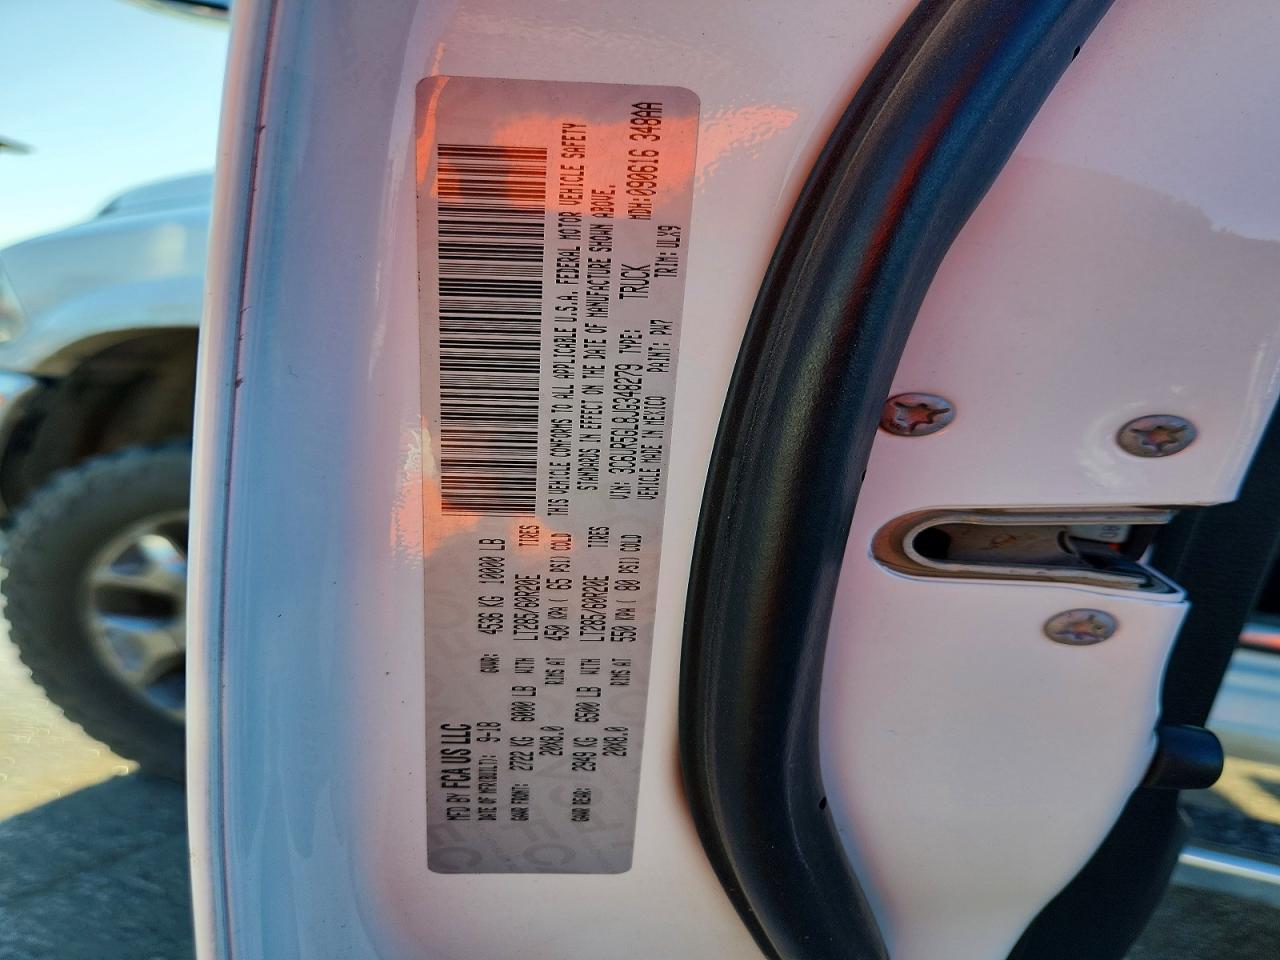 MFD BY FCA US LLC
DATE OF MFR(BUILT): 9-18 GVWR: 4536 KG 10000 LB
GAWR FRONT: 2722 KG 6000 LB WITH LT285/60R20E TIRES
20X8.0 RIMS AT 450 KPA ( 65 PSI) COLD
GAWR REAR: 2949 KG 6500 LB WITH LT285/60R20E TIRES
20X8.0 RIMS AT 550 KPA ( 80 PSI) COLD
THIS VEHICLE CONFORMS TO ALL APPLICABLE U.S.A. FEDERAL MOTOR VEHICLE SAFETY
STANDARDS IN EFFECT ON THE DATE OF MANUFACTURE SHOWN ABOVE.
VIN: 3C6UR5GL8JG348279 TYPE: TRUCK MDH:090616 348AA
VEHICLE MADE IN MEXICO PAINT: PW7 TRIM: ULX9